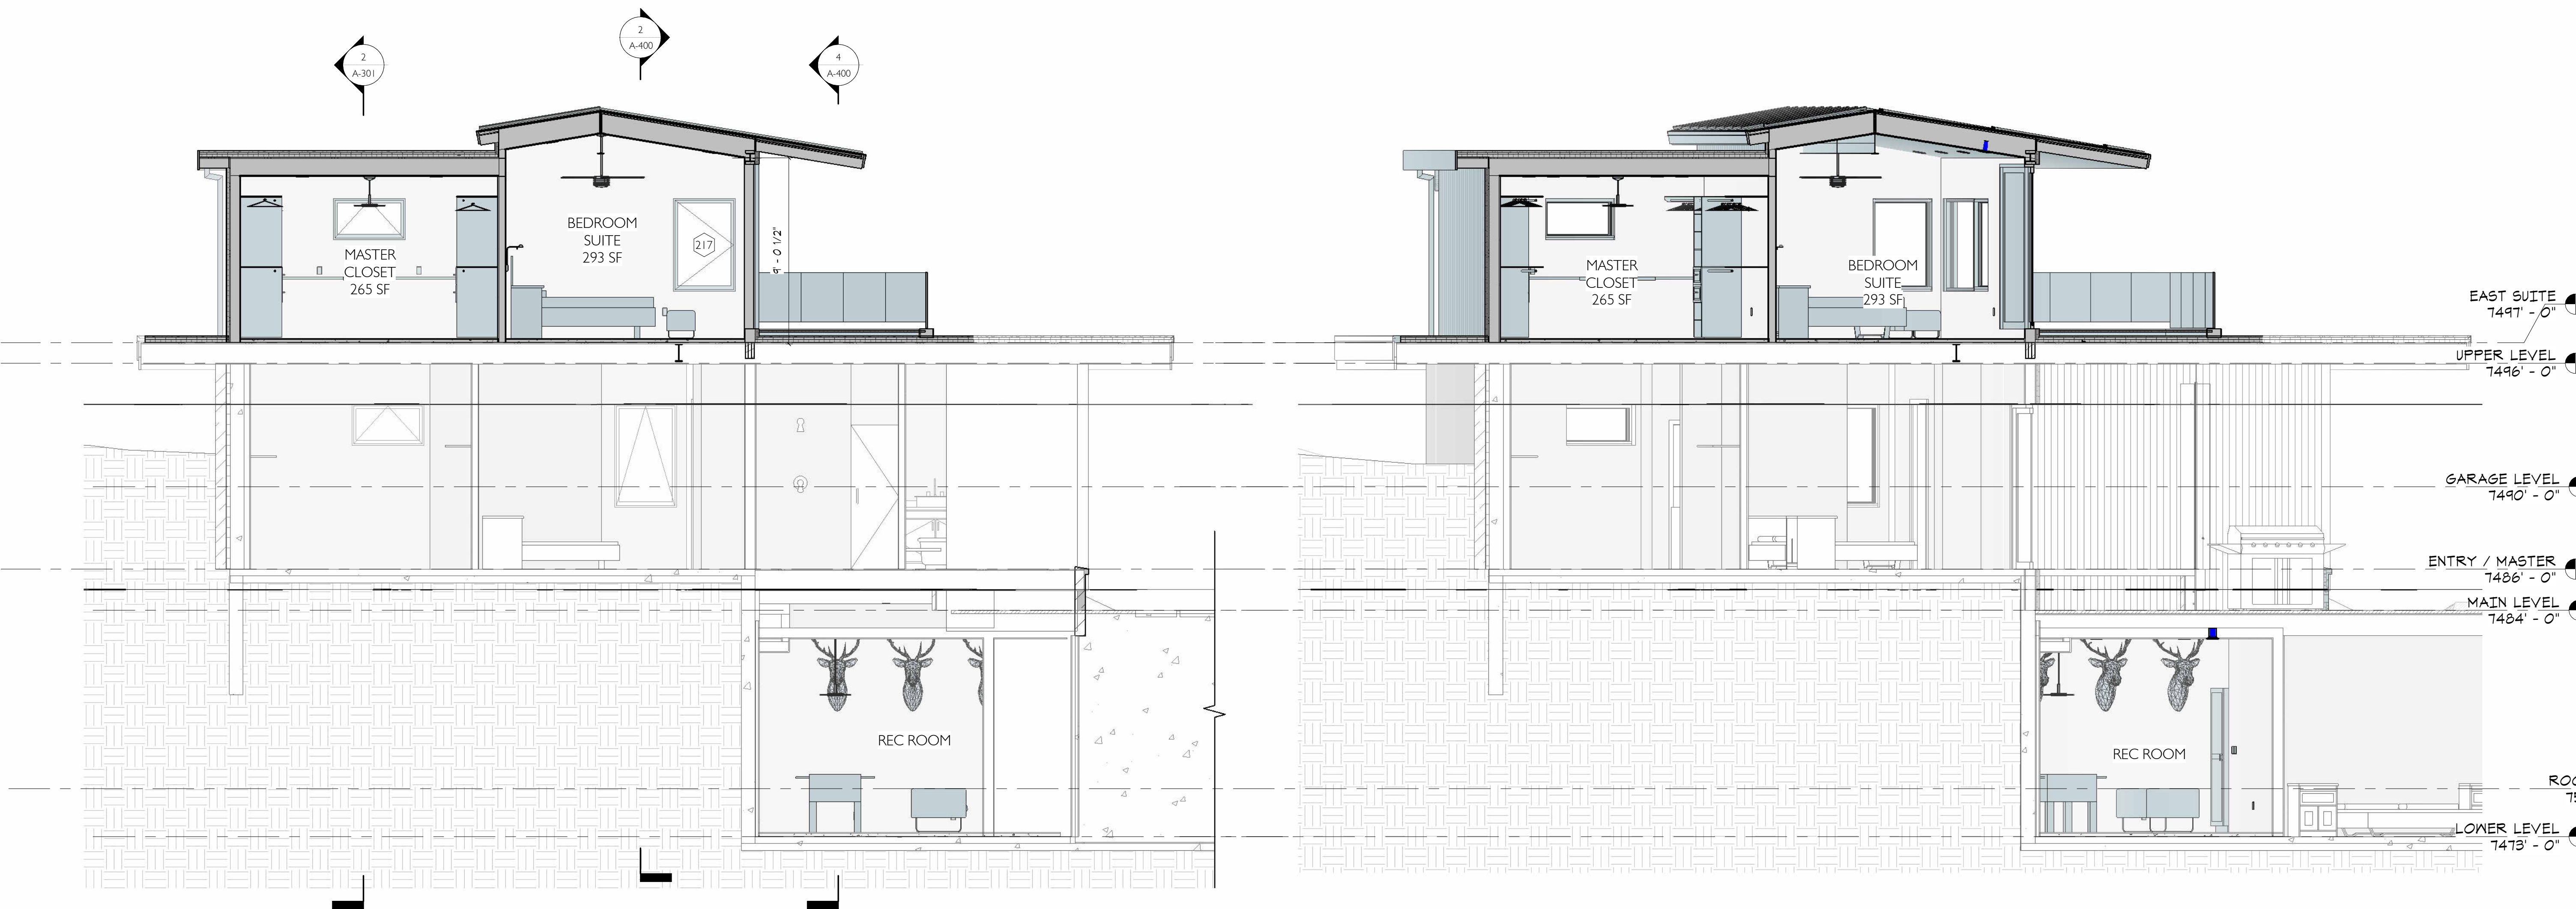 2
A-301
2
A-400
4
A-400
MASTER
CLOSET
265 SF
BEDROOM
SUITE
293 SF
217
9' - 0 1/2"
REC ROOM
MASTER
CLOSET
265 SF
BEDROOM
SUITE
293 SF
REC ROOM
EAST SUITE
7497' - 0"
UPPER LEVEL
7496' - 0"
GARAGE LEVEL
7490' - 0"
ENTRY / MASTER
7486' - 0"
MAIN LEVEL
7484' - 0"
LOWER LEVEL
7473' - 0"